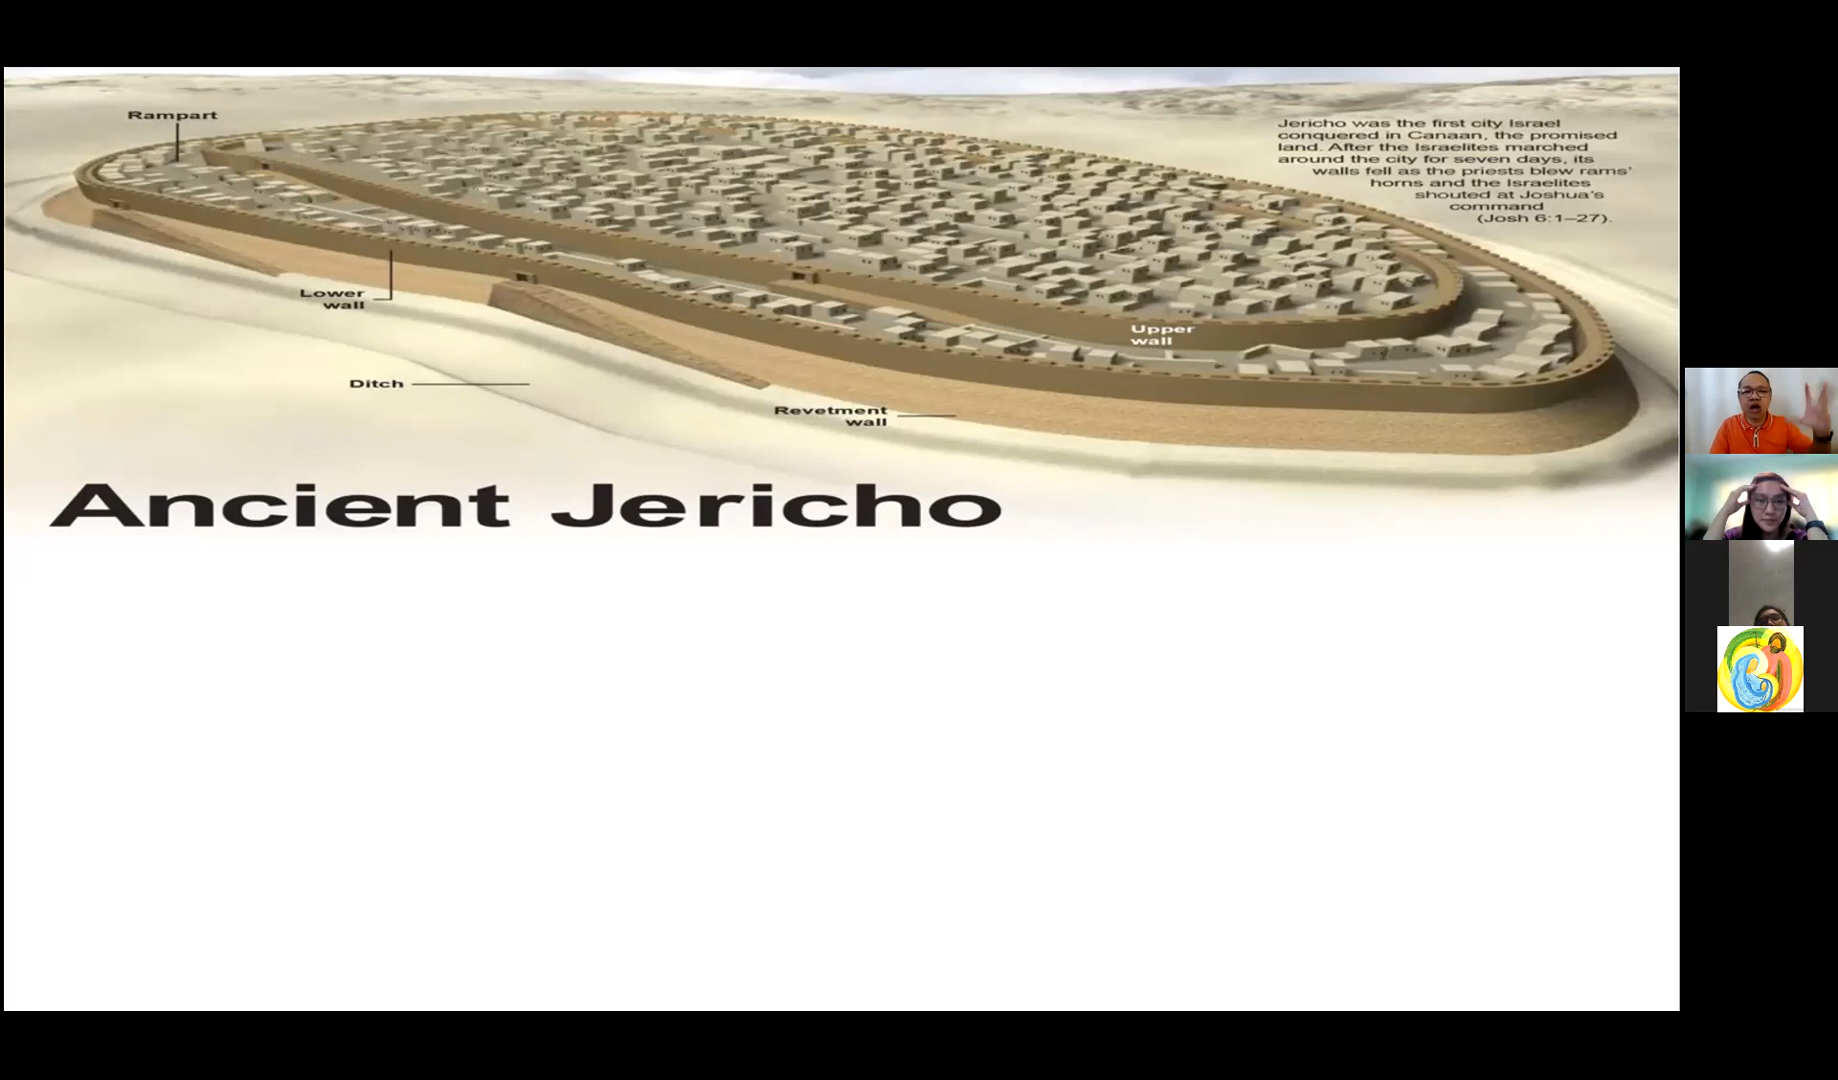 Rampart
Jericho was the first city Israel
conquered in Canaan, the promised
land. After the Israelites marched
around the city for seven days, its
walls fell as the priests blew rams'
horns and the Israelites
shouted at Joshua's
command
(Josh 6:1–27).
Lower
wall
Upper
wall
Ditch
Revetment
wall
Ancient Jericho